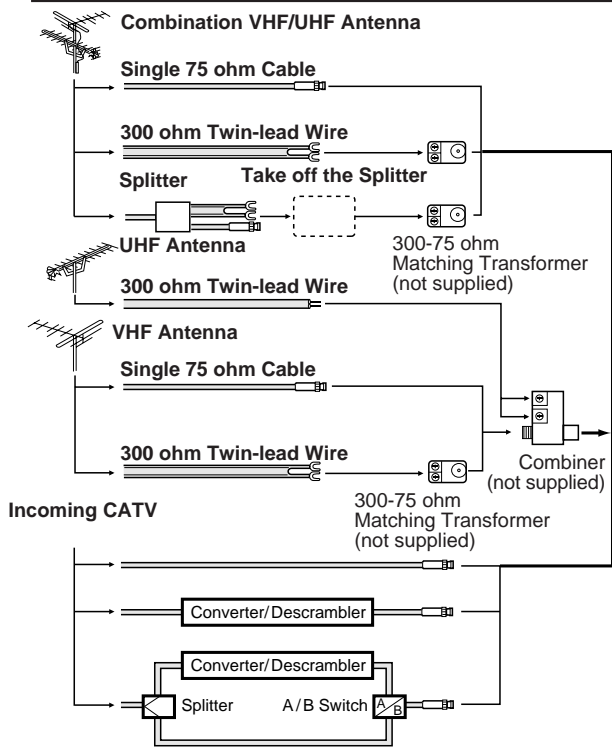 Combination VHF/UHF Antenna
Single 75 ohm Cable
300 ohm Twin-lead Wire
Splitter
Take off the Splitter
300-75 ohm
Matching Transformer
(not supplied)
UHF Antenna
300 ohm Twin-lead Wire
VHF Antenna
Single 75 ohm Cable
300 ohm Twin-lead Wire
Combiner
(not supplied)
300-75 ohm
Matching Transformer
(not supplied)
Incoming CATV
Converter/Descrambler
Converter/Descrambler
Splitter
A/B Switch
A
B